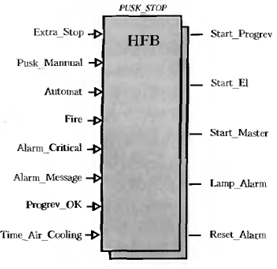 PUSK_STOP
HFB
Extra_Stop
Pusk_Mannual
Automat
Fire
Alarm_Critical
Alarm_Message
Progrev_OK
Time_Air_Cooling
Start_Progrev
Start_El
Start_Master
Lamp_Alarm
Reset_Alarm